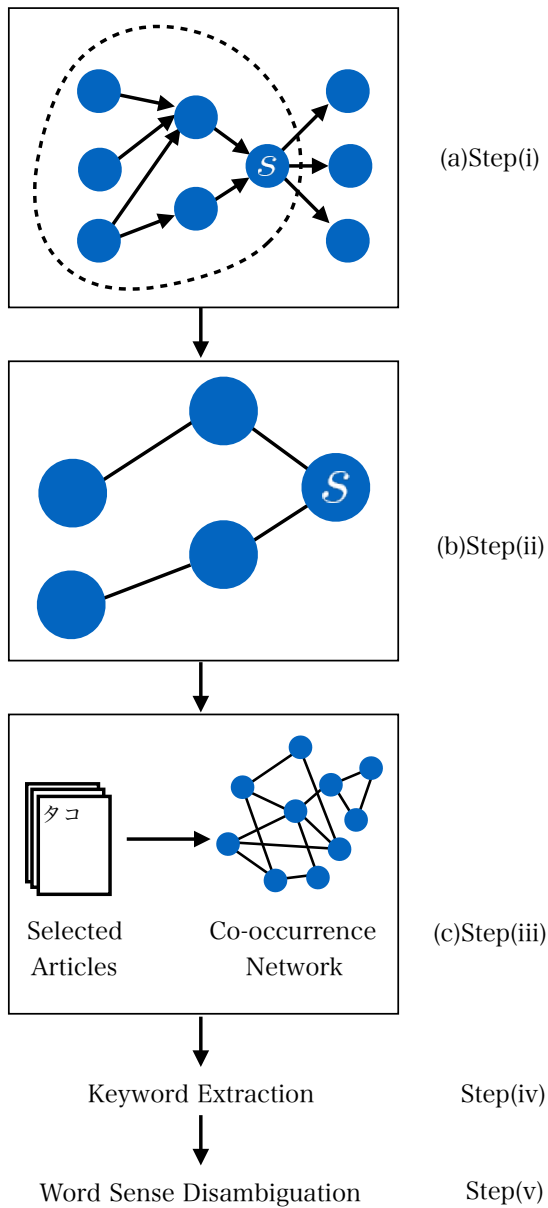 S
(a)Step(i)
S
(b)Step(ii)
タコ
Selected
Articles
Co-occurrence
Network
(c)Step(iii)
Keyword Extraction
Step(iv)
Word Sense Disambiguation
Step(v)